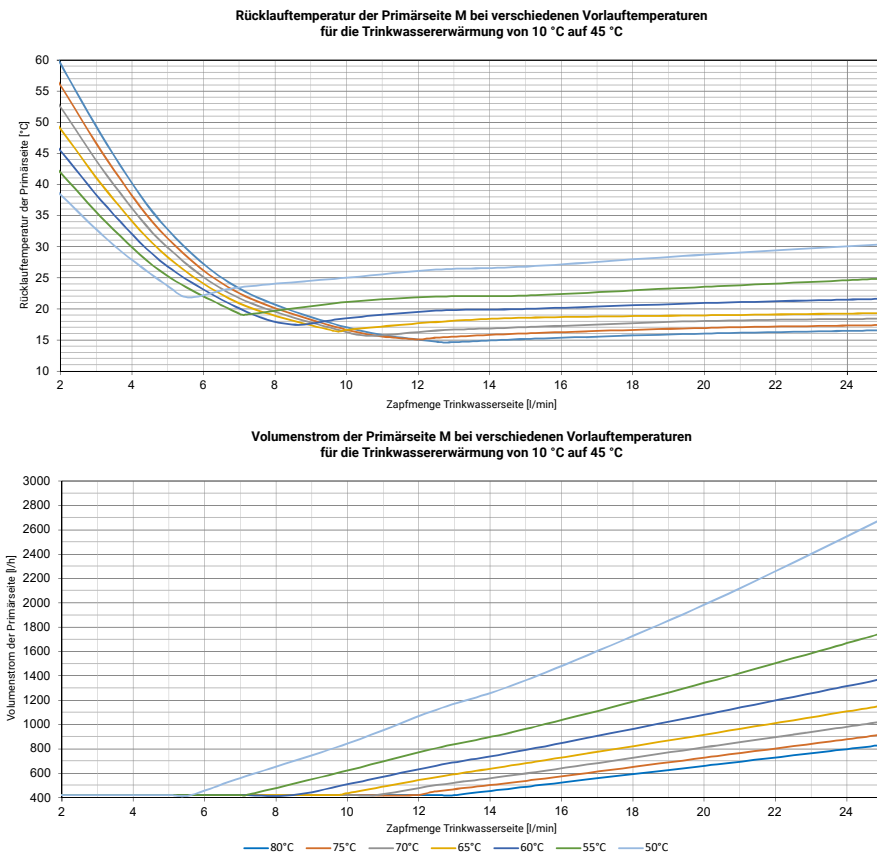 Rücklauftemperatur der Primärseite M bei verschiedenen Vorlauftemperaturen
für die Trinkwassererwärmung von 10 °C auf 45 °C
Rücklauftemperatur der Primärseite [°C]
60
55
50
45
40
35
30
25
20
15
10
2 4 6 8 10 12 14 16 18 20 22 24
Zapfmenge Trinkwasserseite [l/min]
Volumenstrom der Primärseite M bei verschiedenen Vorlauftemperaturen
für die Trinkwassererwärmung von 10 °C auf 45 °C
Volumenstrom der Primärseite [l/h]
3000
2800
2600
2400
2200
2000
1800
1600
1400
1200
1000
800
600
400
2 4 6 8 10 12 14 16 18 20 22 24
Zapfmenge Trinkwasserseite [l/min]
80°C 75°C 70°C 65°C 60°C 55°C 50°C